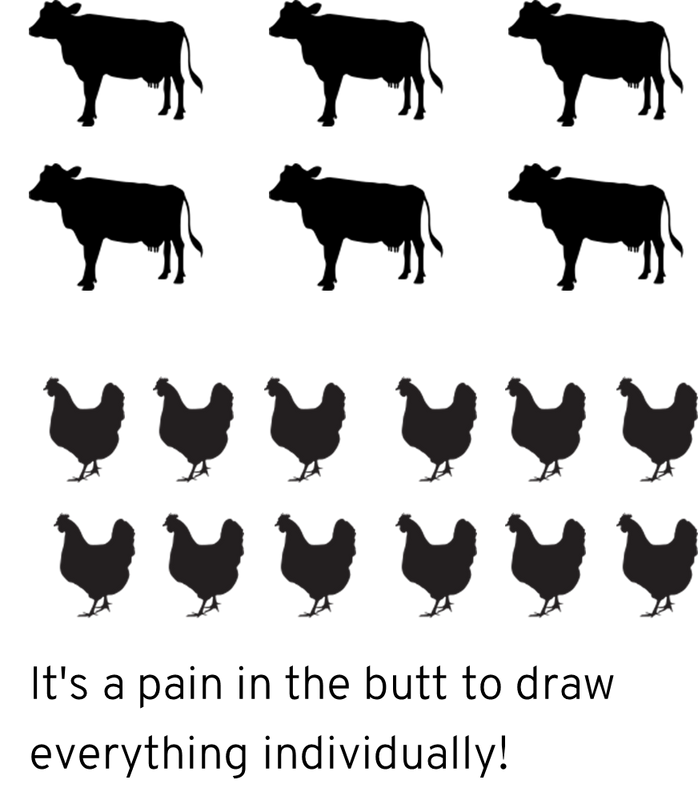 It's a pain in the butt to draw
everything individually!